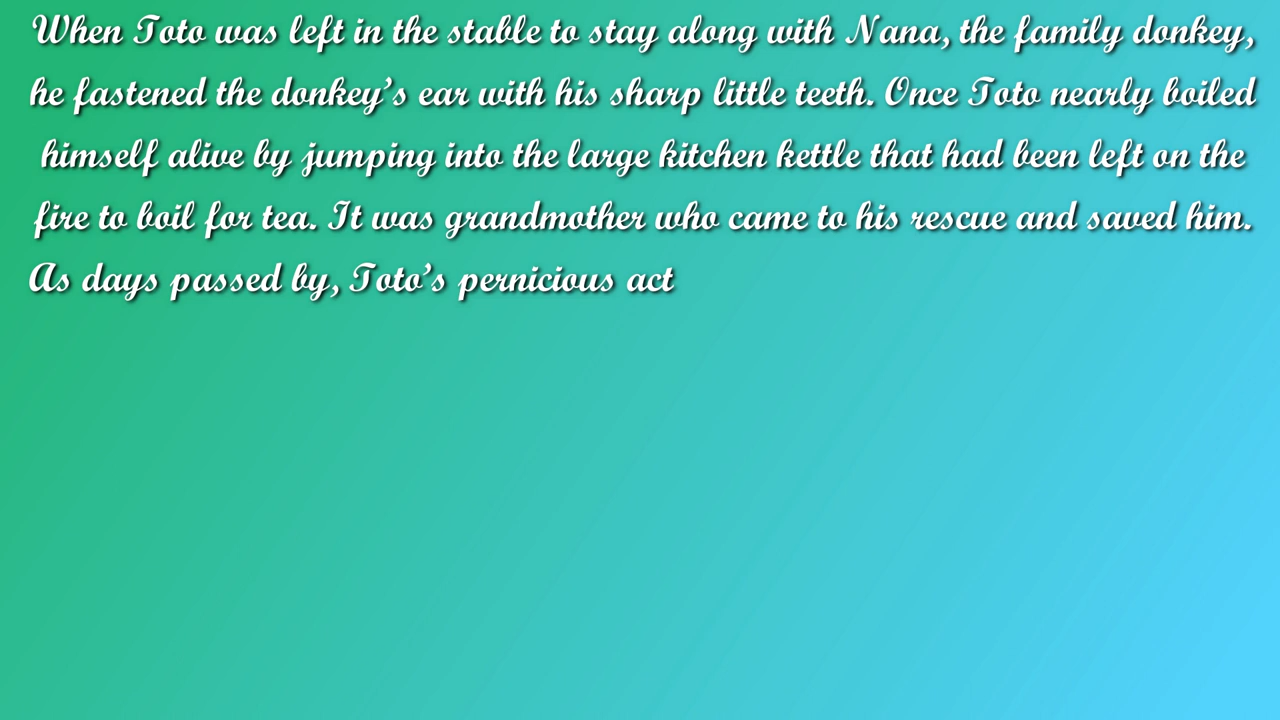 When Toto was left in the stable to stay along with Nana, the family donkey,
he fastened the donkey’s ear with his sharp little teeth. Once Toto nearly boiled
himself alive by jumping into the large kitchen kettle that had been left on the
fire to boil for tea. It was grandmother who came to his rescue and saved him.
As days passed by, Toto’s pernicious act